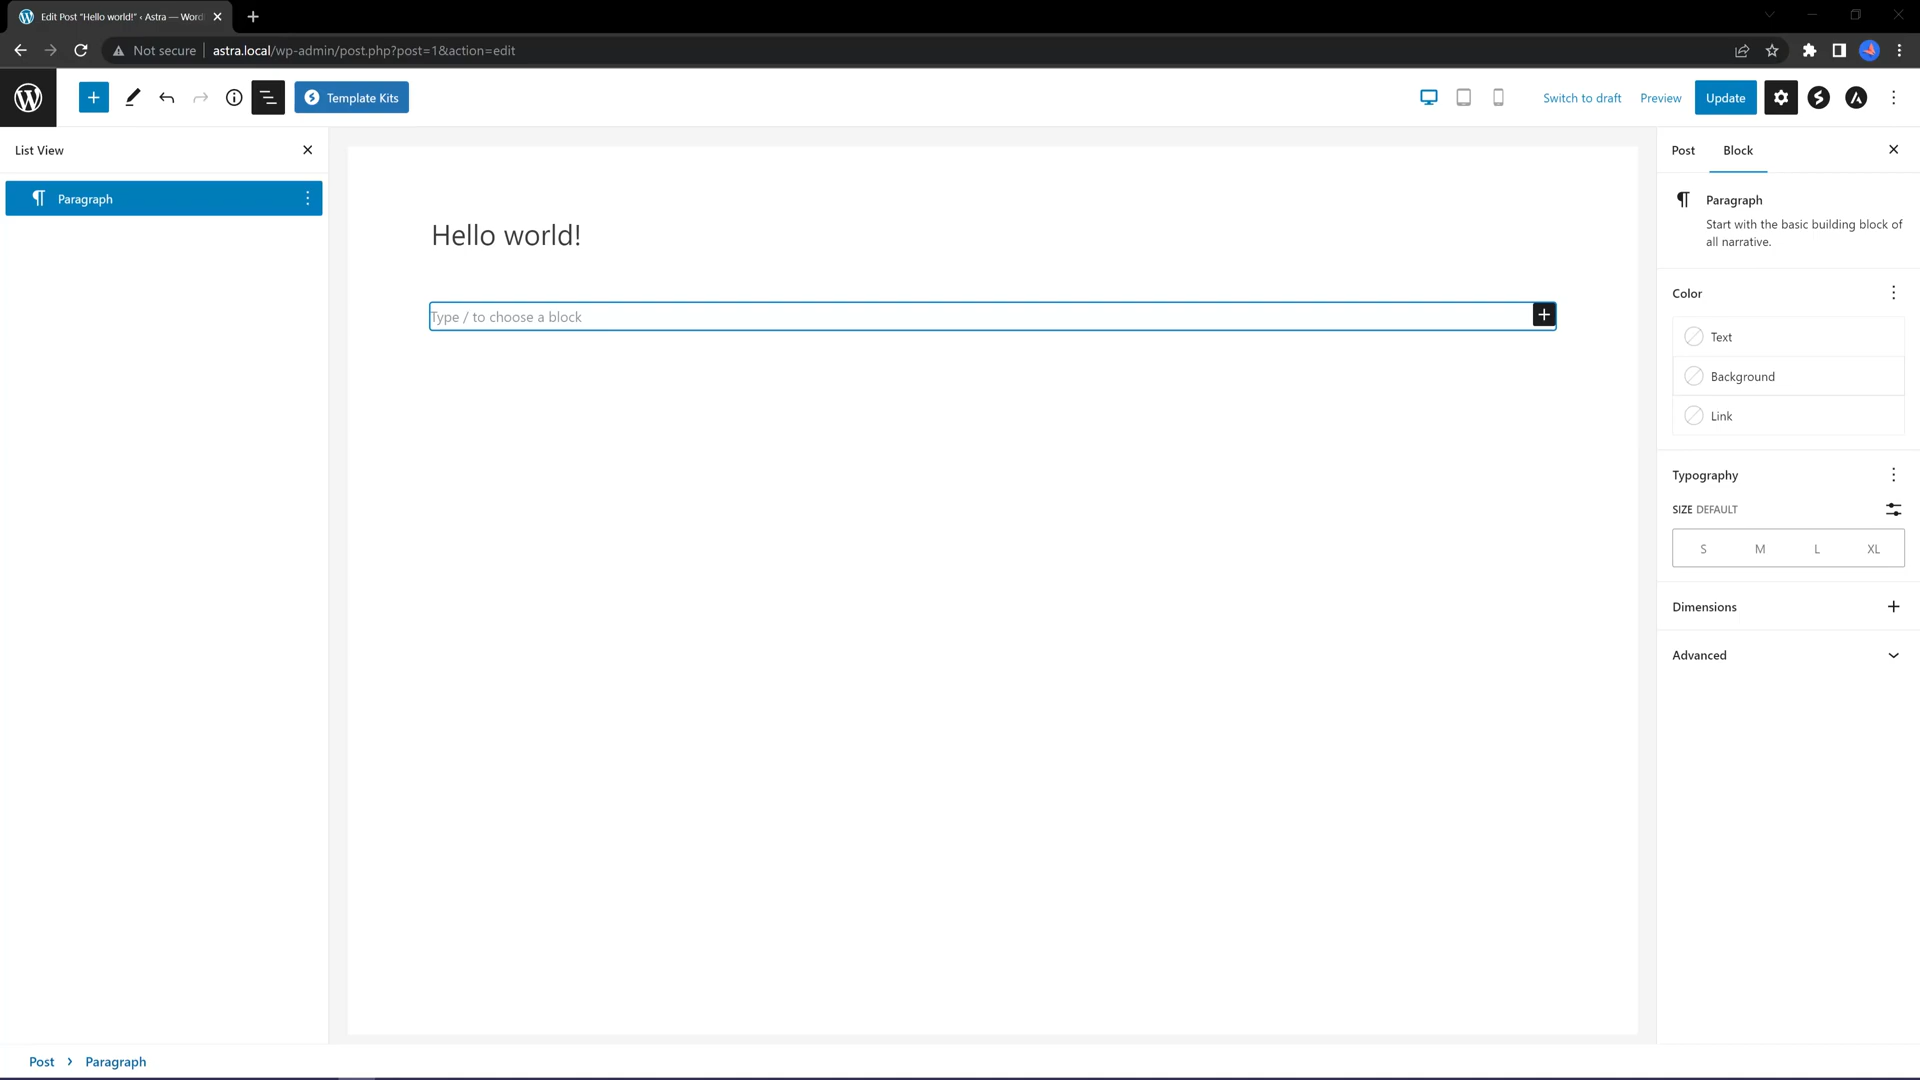 Edit Post “Hello world!” ‹ Astra — Word
Not secure
astra.local/wp-admin/post.php?post=1&action=edit
Template Kits
Switch to draft
Preview
Update
List View
Post
Block
Paragraph
Paragraph
Start with the basic building block of
all narrative.
Hello world!
Type / to choose a block
Color
Text
Background
Link
Typography
SIZE DEFAULT
S M L XL
Dimensions
Advanced
Post › Paragraph